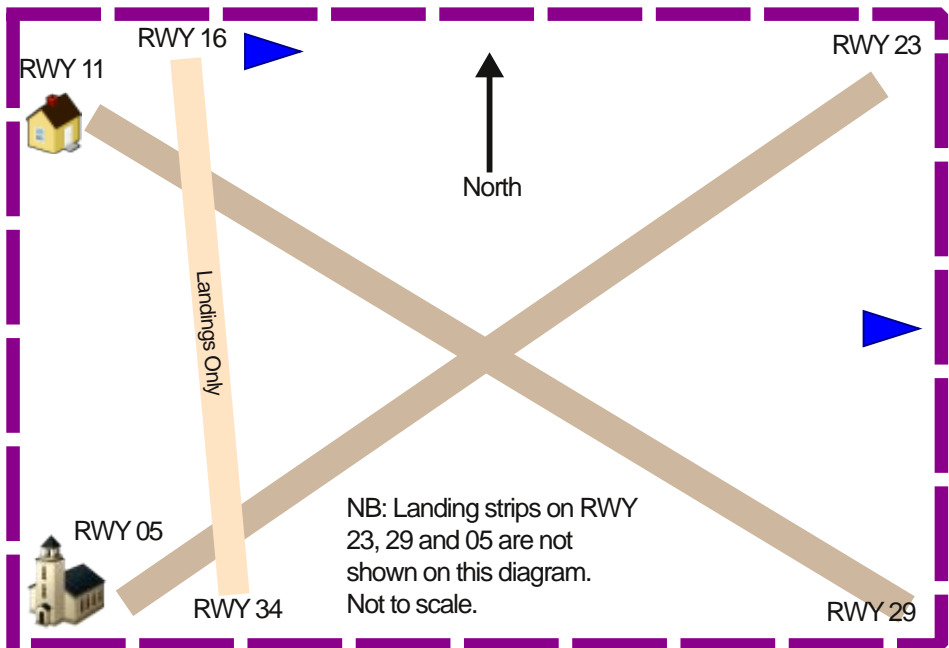 RWY 16
RWY 23
RWY 11
North
Landings Only
NB: Landing strips on RWY
23, 29 and 05 are not
shown on this diagram.
Not to scale.
RWY 05
RWY 34
RWY 29